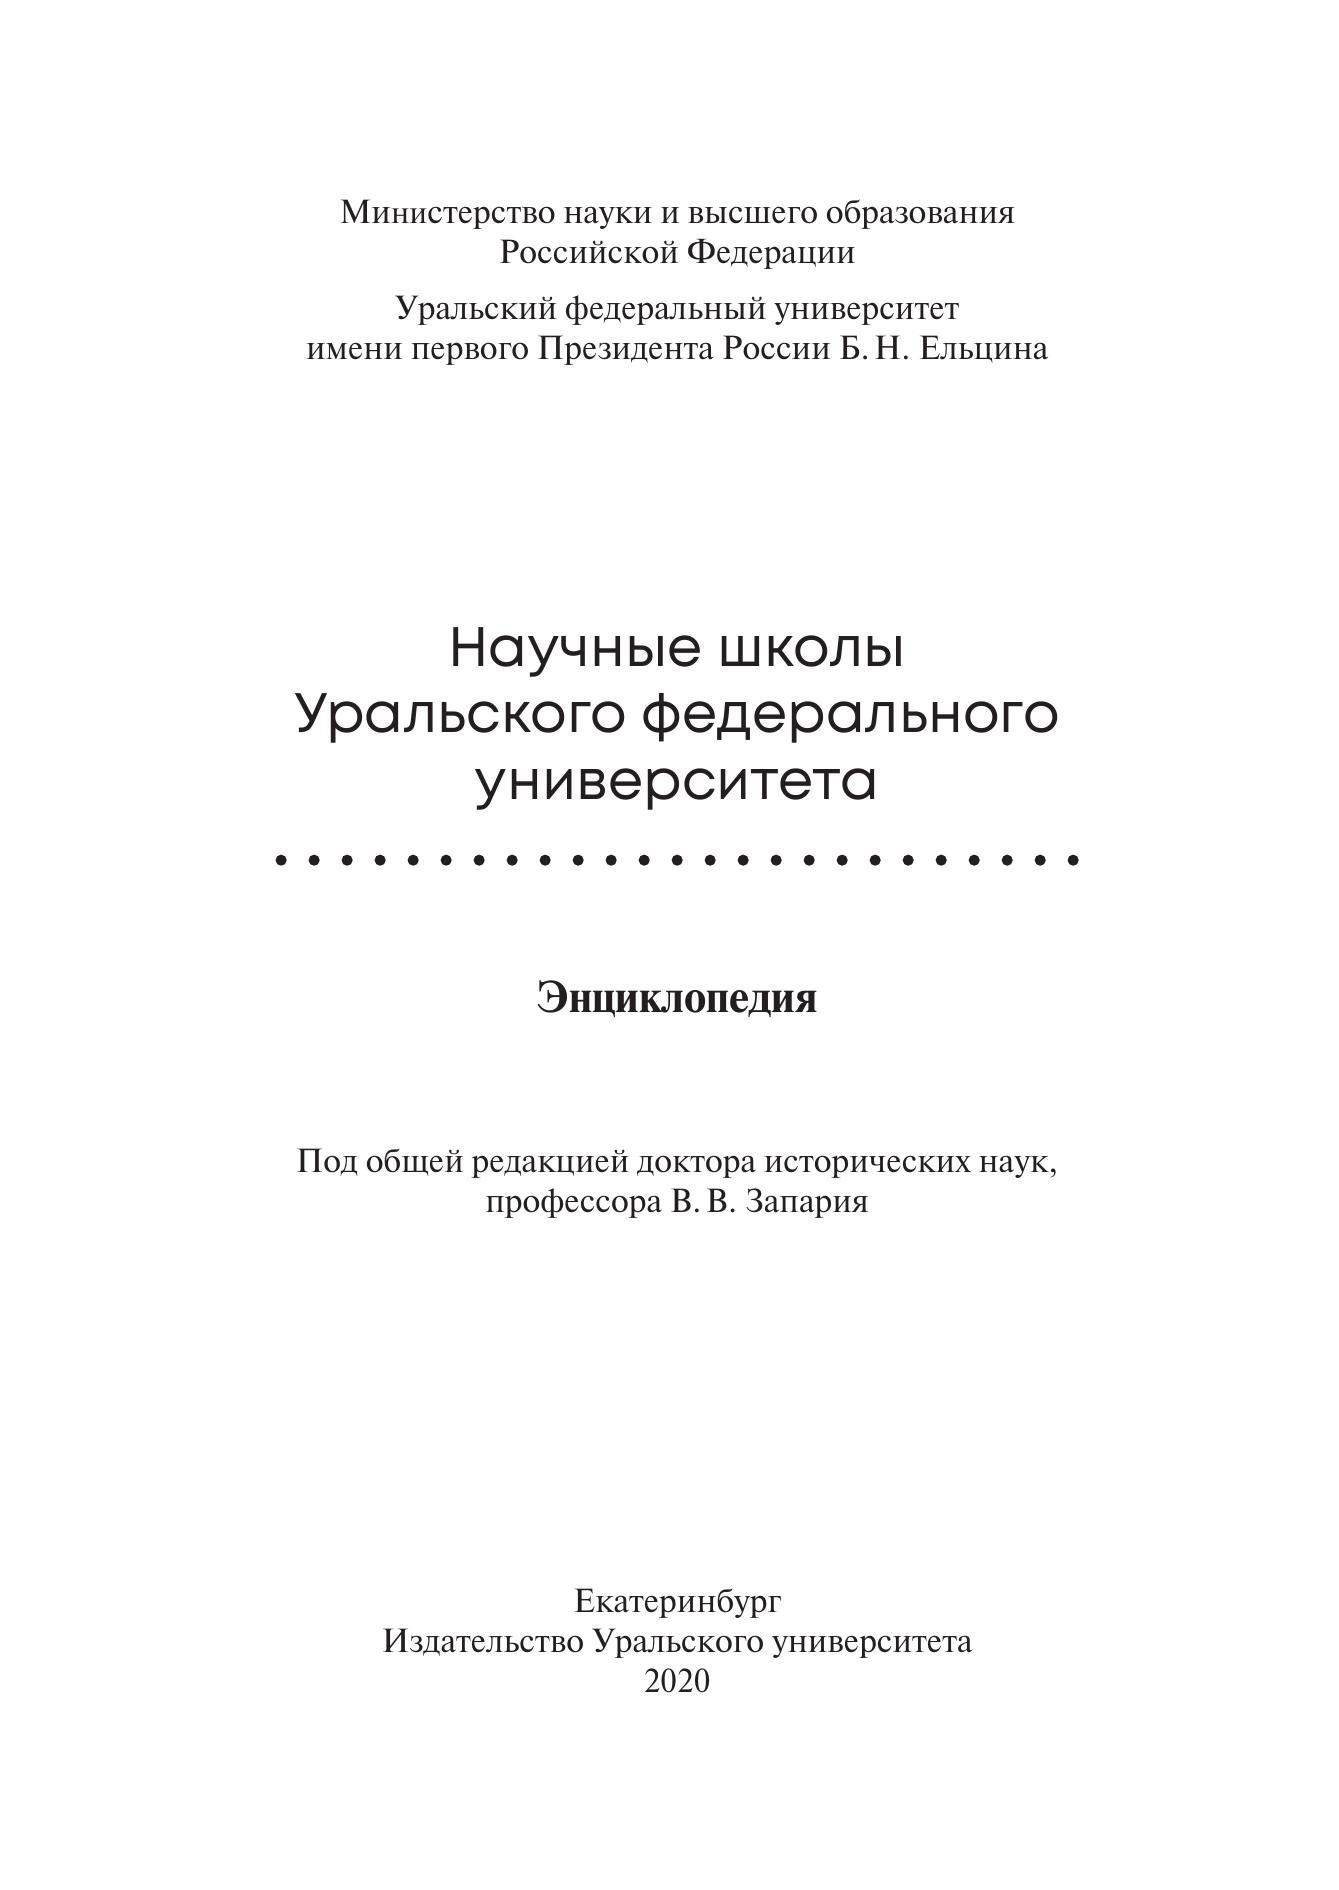 Министерство науки и высшего образования
Российской Федерации
Уральский федеральный университет
имени первого Президента России Б. Н. Ельцина
Научные школы
Уральского федерального
университета
Энциклопедия
Под общей редакцией доктора исторических наук,
профессора В. В. Запария
Екатеринбург
Издательство Уральского университета
2020